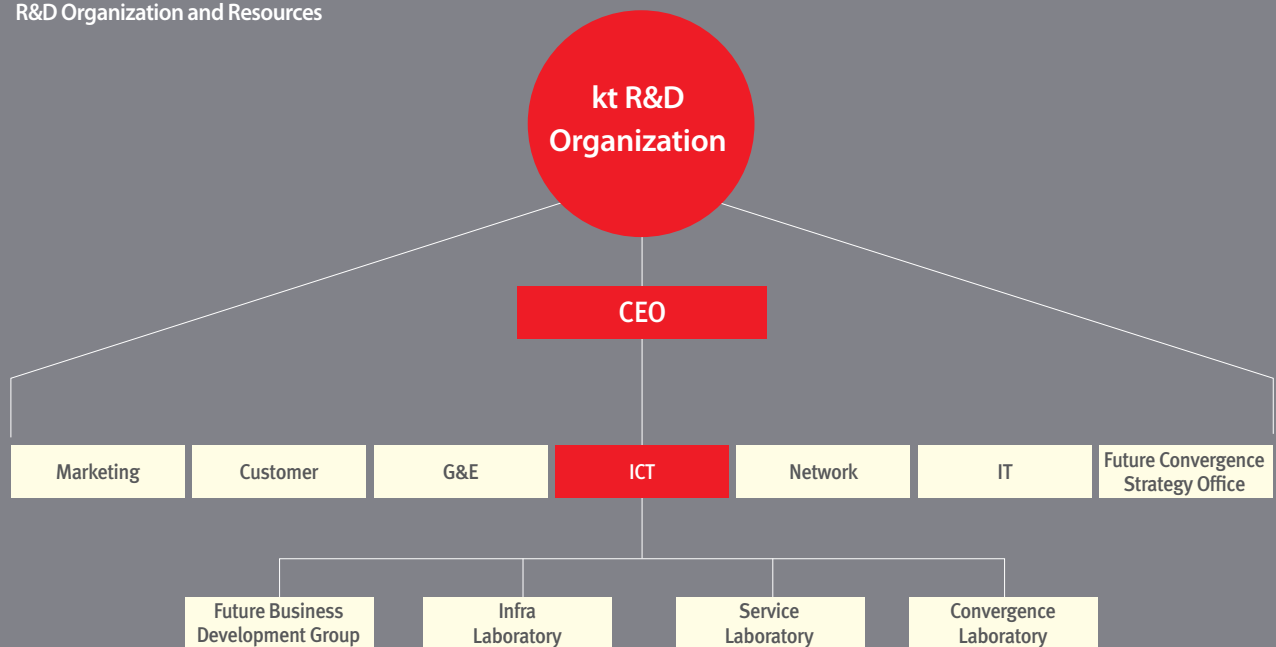 R&D Organization and Resources
kt R&D
Organization
CEO
Marketing
Customer
G&E
ICT
Network
IT
Future Convergence
Strategy Office
Future Business
Development Group
Infra
Laboratory
Service
Laboratory
Convergence
Laboratory